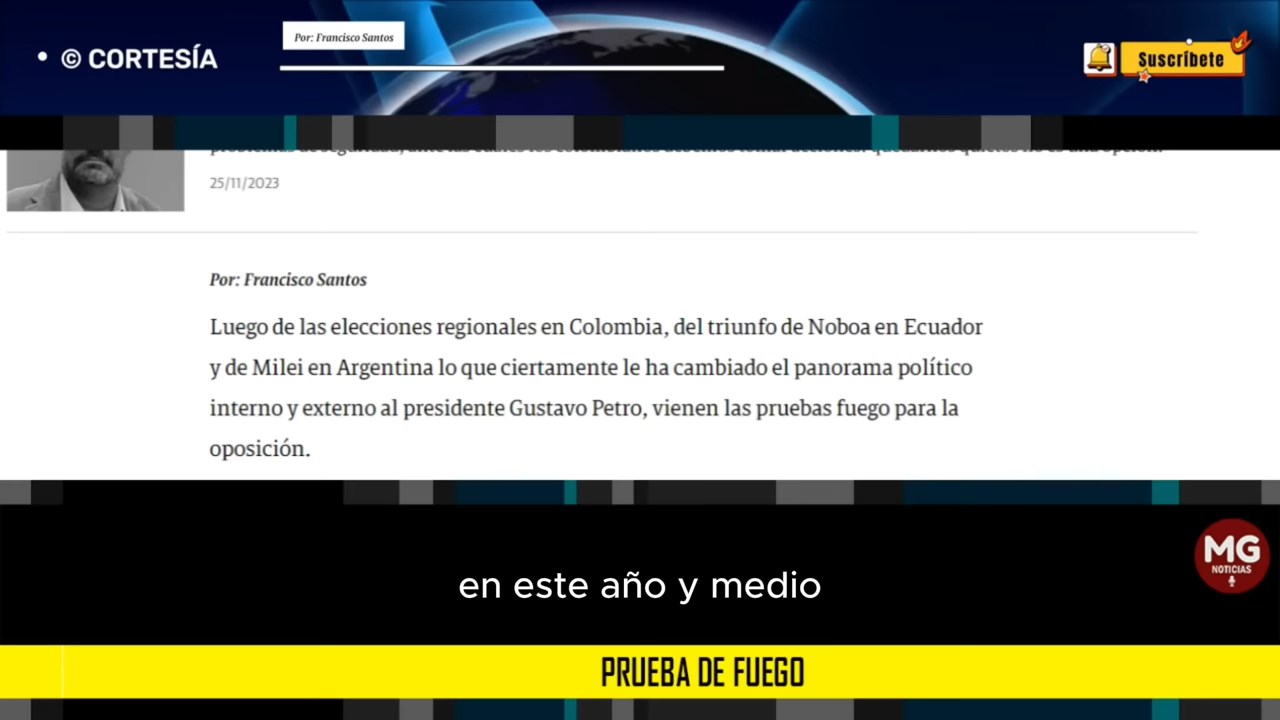 Por: Francisco Santos
• © CORTESÍA
Suscríbete
25/11/2023
Por: Francisco Santos
Luego de las elecciones regionales en Colombia, del triunfo de Noboa en Ecuador
y de Milei en Argentina lo que ciertamente le ha cambiado el panorama político
interno y externo al presidente Gustavo Petro, vienen las pruebas fuego para la
oposición.
MG
NOTICIAS
en este año y medio
PRUEBA DE FUEGO